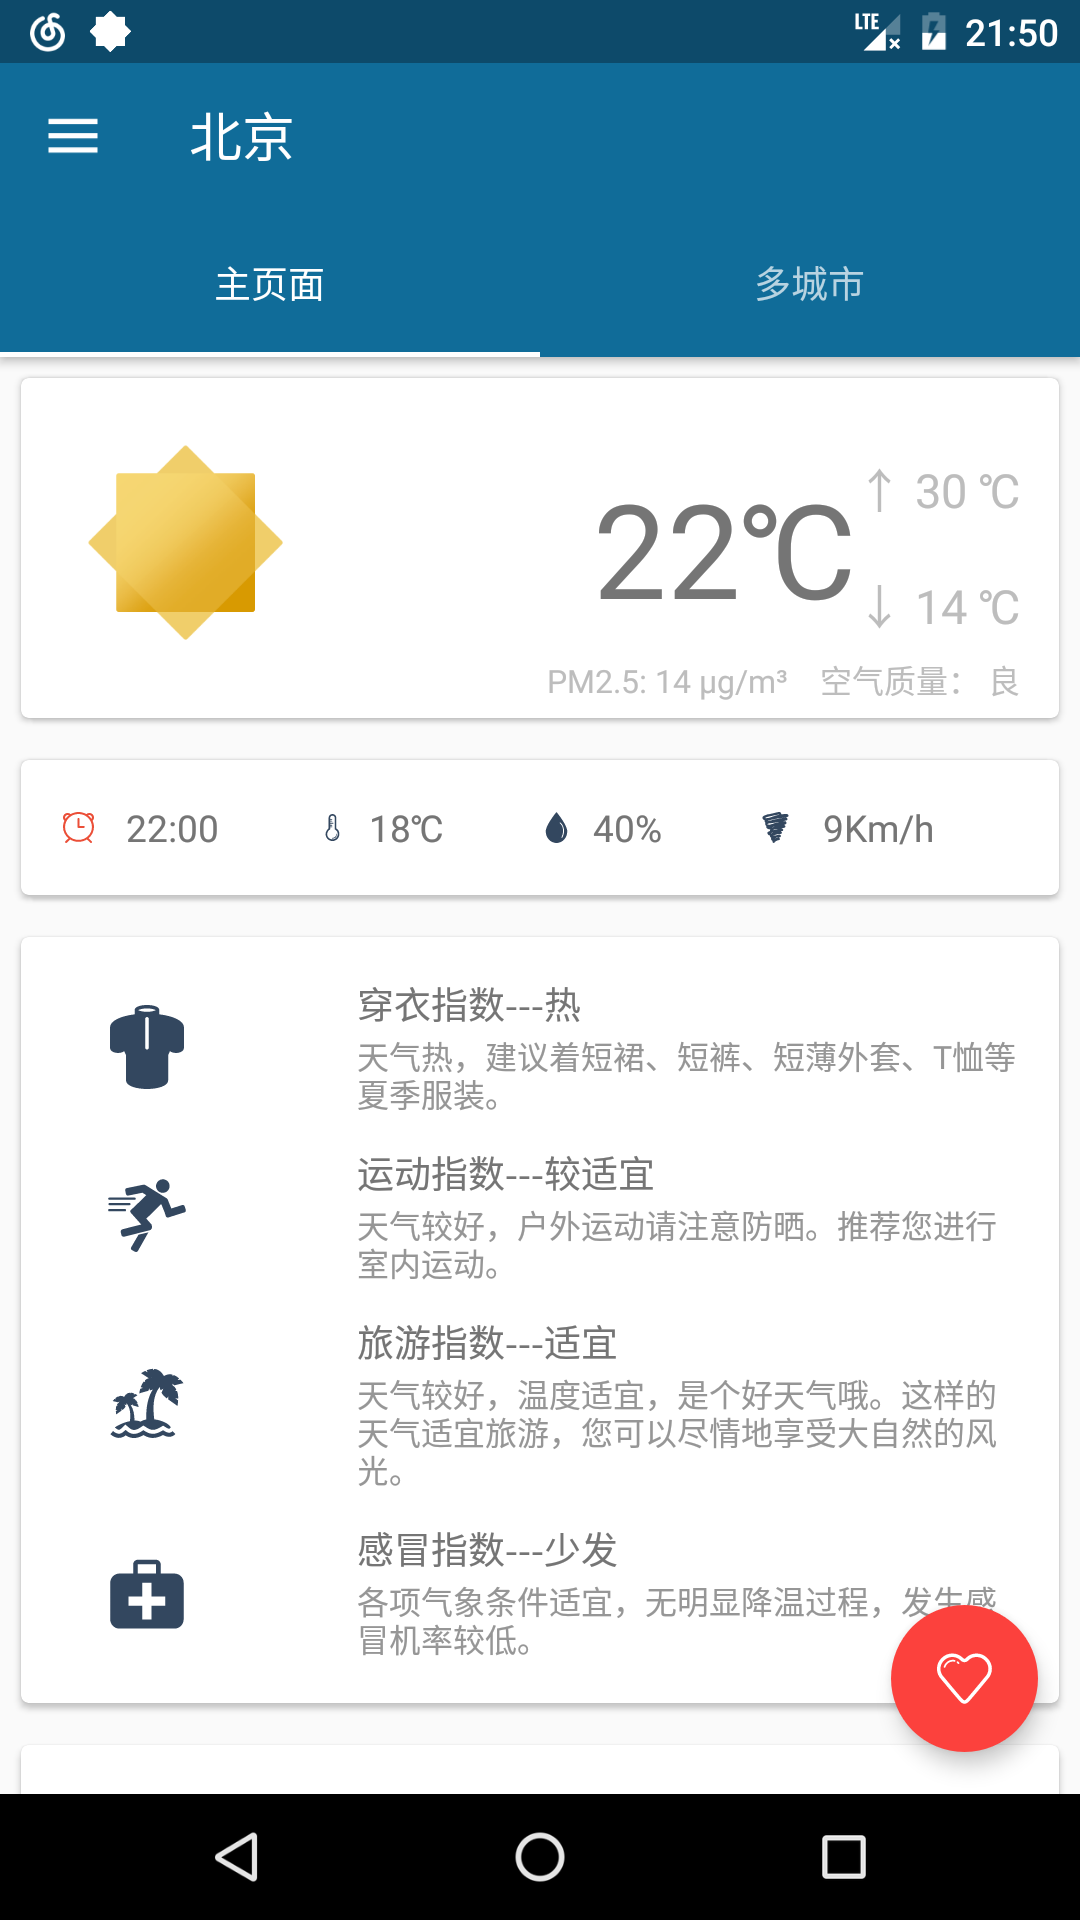 LTE 21:50
北京
主页面 多城市
22℃
↑ 30 ℃
↓ 14 ℃
PM2.5: 14 μg/m³ 空气质量： 良
22:00 18℃ 40% 9Km/h
穿衣指数---热
天气热，建议着短裙、短裤、短薄外套、T恤等
夏季服装。
运动指数---较适宜
天气较好，户外运动请注意防晒。推荐您进行
室内运动。
旅游指数---适宜
天气较好，温度适宜，是个好天气哦。这样的
天气适宜旅游，您可以尽情地享受大自然的风
光。
感冒指数---少发
各项气象条件适宜，无明显降温过程，发生感
冒机率较低。